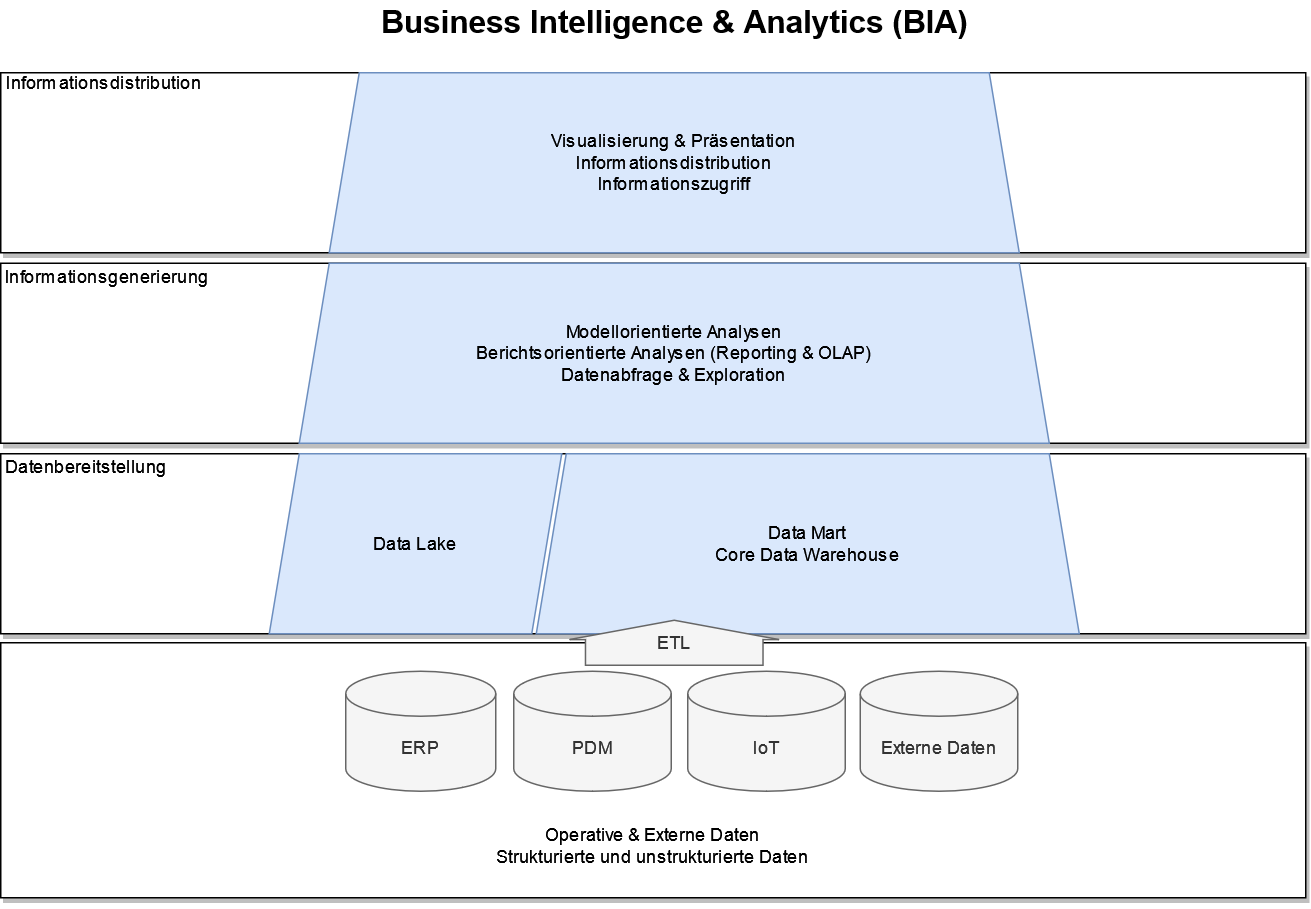 Business Intelligence & Analytics (BIA)
Informationsdistribution
Visualisierung & Präsentation
Informationsdistribution
Informationszugriff
Informationsgenerierung
Modellorientierte Analysen
Berichtsorientierte Analysen (Reporting & OLAP)
Datenabfrage & Exploration
Datenbereitstellung
Data Lake
Data Mart
Core Data Warehouse
ETL
ERP
PDM
IoT
Externe Daten
Operative & Externe Daten
Strukturierte und unstrukturierte Daten